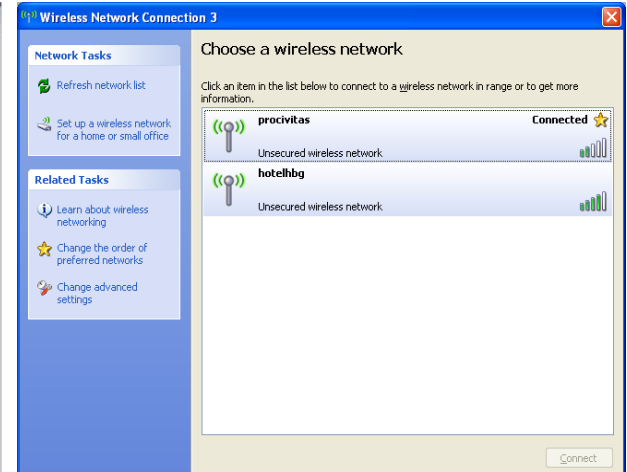 Wireless Network Connection 3
Network Tasks
Refresh network list
Set up a wireless network
for a home or small office
Related Tasks
Learn about wireless
networking
Change the order of
preferred networks
Change advanced
settings
Choose a wireless network
Click an item in the list below to connect to a wireless network in range or to get more
information.
procivitas Connected
Unsecured wireless network
hotelhbg
Unsecured wireless network
Connect